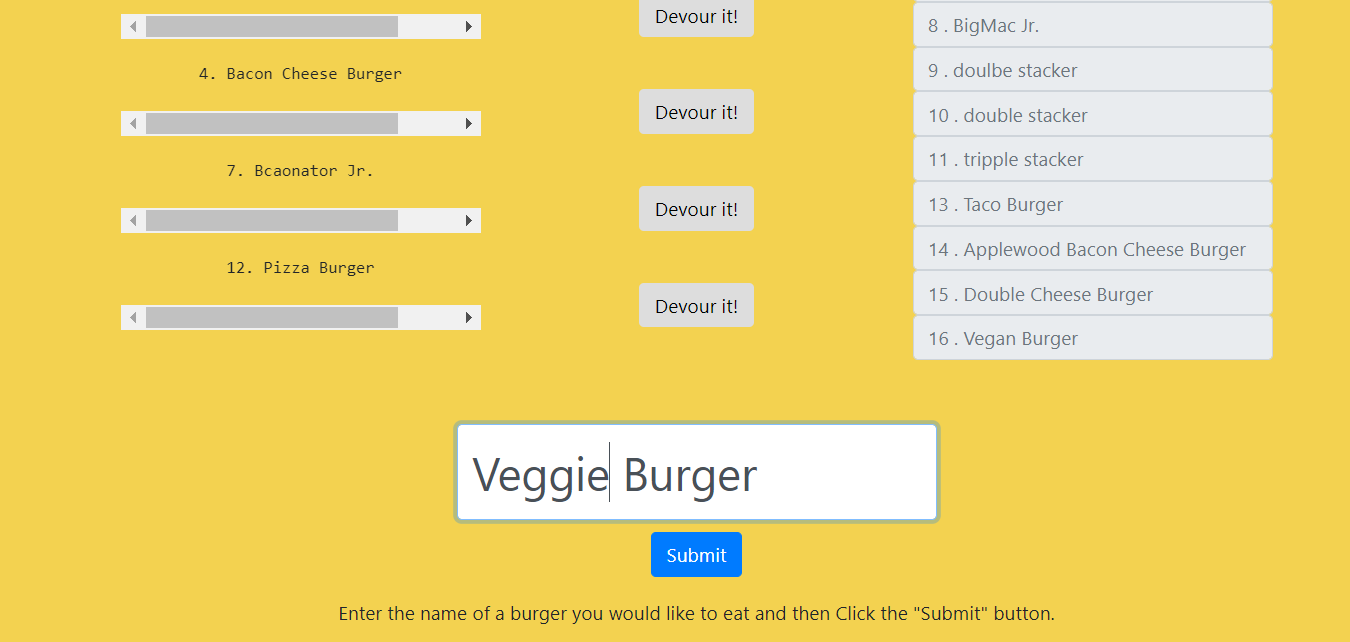 Devour it!
4. Bacon Cheese Burger
Devour it!
7. Bcaonator Jr.
Devour it!
12. Pizza Burger
Devour it!
8 . BigMac Jr.
9 . doulbe stacker
10 . double stacker
11 . tripple stacker
13 . Taco Burger
14 . Applewood Bacon Cheese Burger
15 . Double Cheese Burger
16 . Vegan Burger
Veggie Burger
Submit
Enter the name of a burger you would like to eat and then Click the "Submit" button.